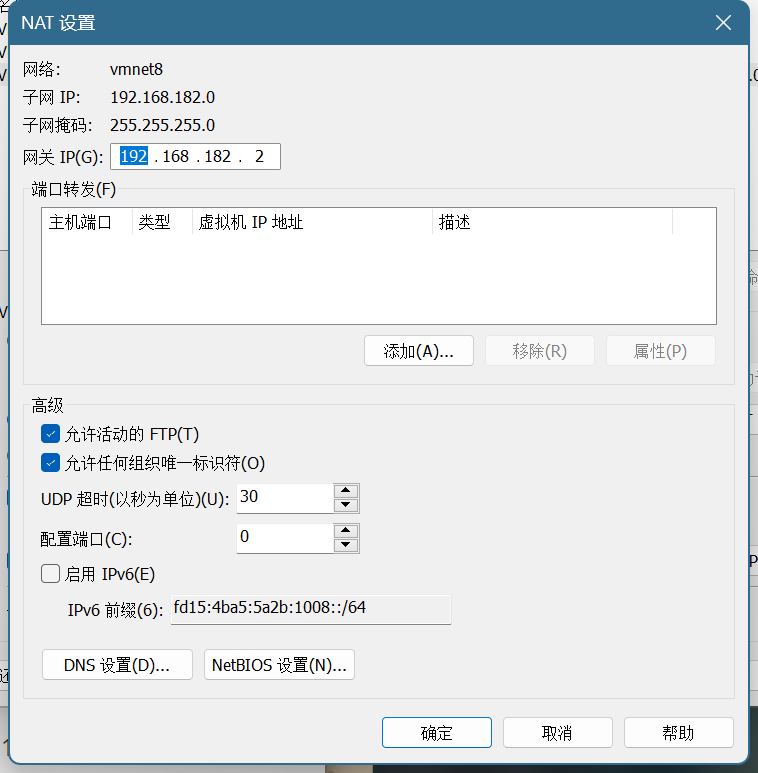 NAT 设置
网络: vmnet8
子网 IP: 192.168.182.0
子网掩码: 255.255.255.0
网关 IP(G): 192 . 168 . 182 . 2
端口转发(F)
主机端口 类型 虚拟机 IP 地址 描述
添加(A)... 移除(R) 属性(P)
高级
允许活动的 FTP(T)
允许任何组织唯一标识符(O)
UDP 超时(以秒为单位)(U): 30
配置端口(C): 0
启用 IPv6(E)
IPv6 前缀(6): fd15:4ba5:5a2b:1008::/64
DNS 设置(D)... NetBIOS 设置(N)...
确定 取消 帮助